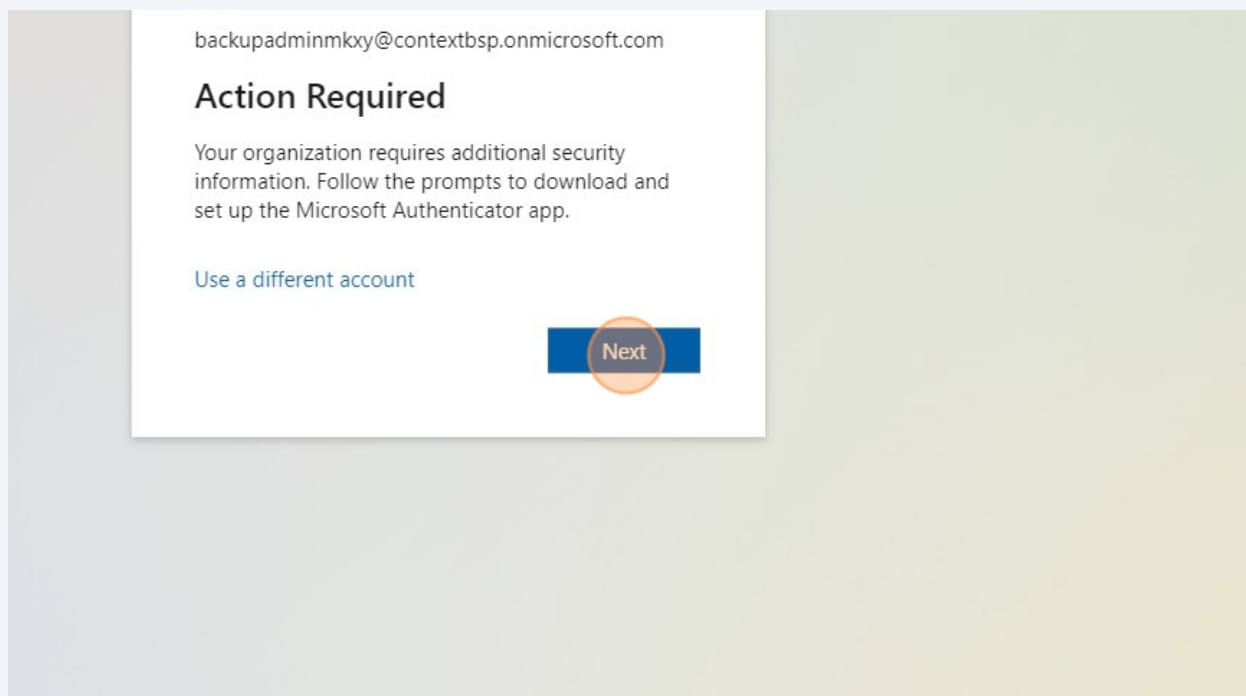 backupadminmkxy@contextbsp.onmicrosoft.com
Action Required
Your organization requires additional security
information. Follow the prompts to download and
set up the Microsoft Authenticator app.
Use a different account
Next